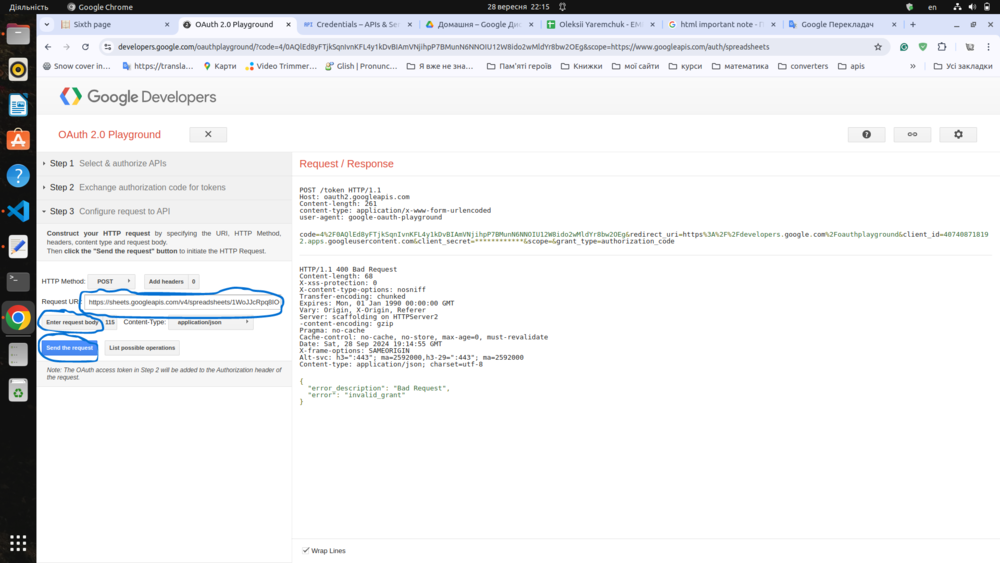 Діяльність
Google Chrome
28 вересня 22:15
en
Sixth page
OAuth 2.0 Playground
Credentials – APIs & Ser
Домашня – Google Дис
Oleksii Yaremchuk - EM
html important note - П
Google Перекладач
developers.google.com/oauthplayground/?code=4/0AQlEd8yFTjkSqnIvnKFL4y1kDvBIAmVNjihpP7BMunN6NNOIU12W8ido2wMldYr8bw2OEg&scope=https://www.googleapis.com/auth/spreadsheets
Snow cover in…
https://transla…
Карти
Video Trimmer…
Glish | Pronunc…
Я вже не зна…
Пам'яті героїв
Книжки
мої сайти
курси
математика
converters
apis
»
Усі закладки
Google Developers
OAuth 2.0 Playground
Step 1 Select & authorize APIs
Step 2 Exchange authorization code for tokens
Step 3 Configure request to API
Construct your HTTP request by specifying the URI, HTTP Method, headers, content type and request body.
Then click the "Send the request" button to initiate the HTTP Request.
HTTP Method: POST
Add headers 0
Request URI: https://sheets.googleapis.com/v4/spreadsheets/1WoJJcRpq8IO
Enter request body 115
Content-Type: application/json
Send the request
List possible operations
Note: The OAuth access token in Step 2 will be added to the Authorization header of the request.
Request / Response
POST /token HTTP/1.1
Host: oauth2.googleapis.com
Content-length: 261
content-type: application/x-www-form-urlencoded
user-agent: google-oauth-playground
code=4%2F0AQlEd8yFTjkSqnIvnKFL4y1kDvBIAmVNjihpP7BMunN6NNOIU12W8ido2wMldYr8bw2OEg&redirect_uri=https%3A%2F%2Fdevelopers.google.com%2Foauthplayground&client_id=40740871819
2.apps.googleusercontent.com&client_secret=************&scope=&grant_type=authorization_code
HTTP/1.1 400 Bad Request
Content-length: 68
X-xss-protection: 0
X-content-type-options: nosniff
Transfer-encoding: chunked
Expires: Mon, 01 Jan 1990 00:00:00 GMT
Vary: Origin, X-Origin, Referer
Server: scaffolding on HTTPServer2
-content-encoding: gzip
Pragma: no-cache
Cache-control: no-cache, no-store, max-age=0, must-revalidate
Date: Sat, 28 Sep 2024 19:14:55 GMT
X-frame-options: SAMEORIGIN
Alt-svc: h3=":443"; ma=2592000,h3-29=":443"; ma=2592000
Content-type: application/json; charset=utf-8
{
"error_description": "Bad Request",
"error": "invalid_grant"
}
Wrap Lines